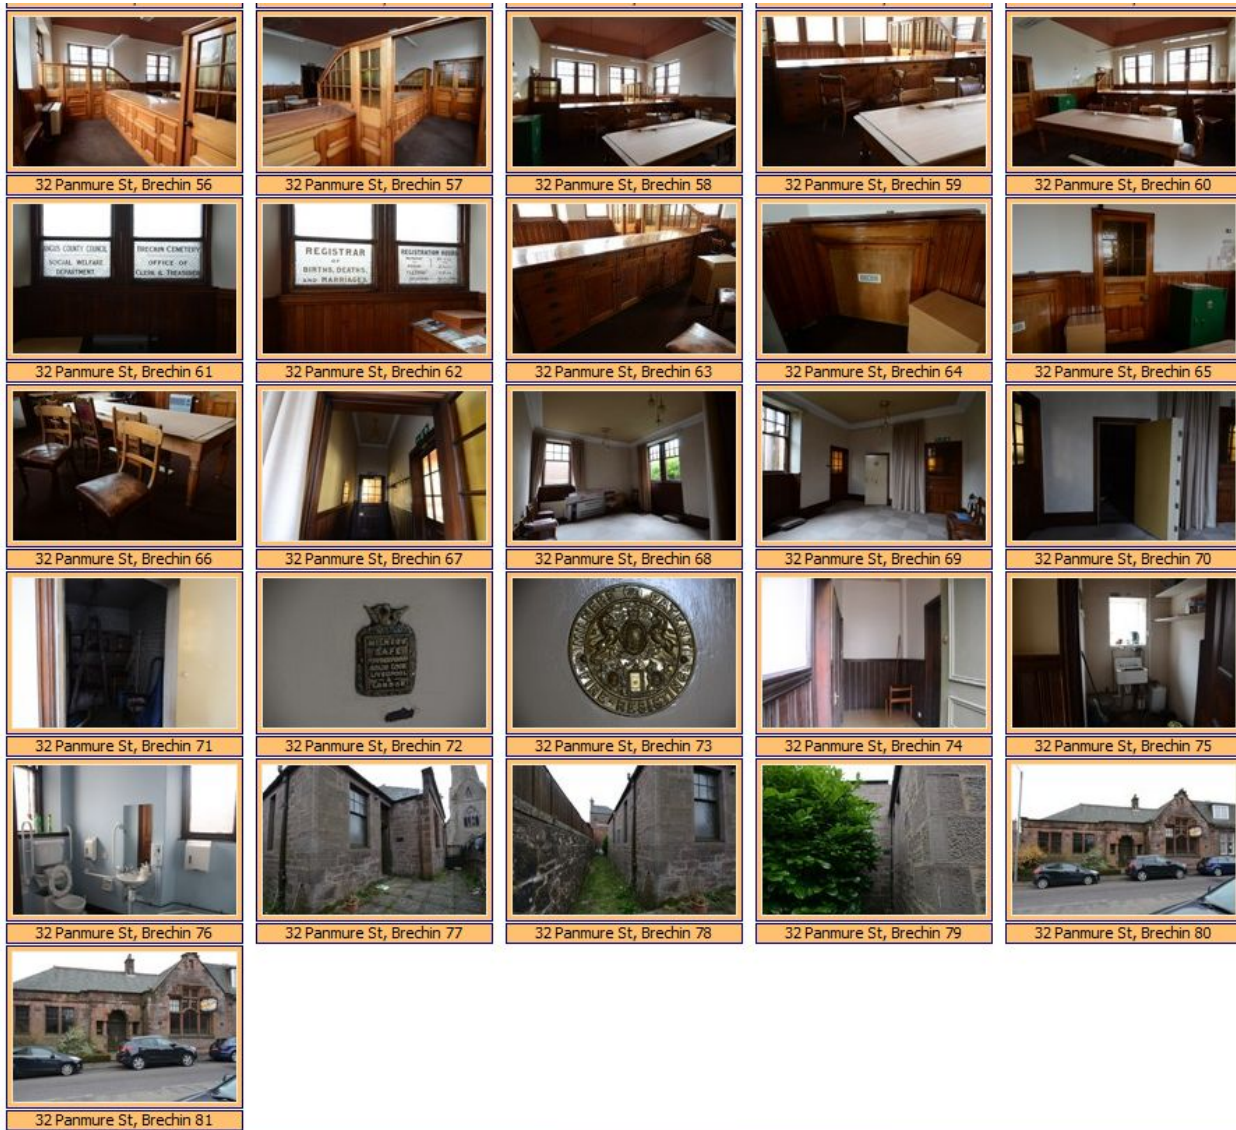 32 Panmure St, Brechin 56
32 Panmure St, Brechin 57
32 Panmure St, Brechin 58
32 Panmure St, Brechin 59
32 Panmure St, Brechin 60
ANGUS COUNTY COUNCIL
SOCIAL WELFARE
DEPARTMENT.
BRECHIN CEMETERY
OFFICE OF
CLERK & TREASURER
REGISTRAR
OF
BIRTHS, DEATHS,
AND MARRIAGES.
REGISTRATION HOURS
32 Panmure St, Brechin 61
32 Panmure St, Brechin 62
32 Panmure St, Brechin 63
32 Panmure St, Brechin 64
32 Panmure St, Brechin 65
32 Panmure St, Brechin 66
32 Panmure St, Brechin 67
32 Panmure St, Brechin 68
32 Panmure St, Brechin 69
32 Panmure St, Brechin 70
SAFE
LIVERPOOL
&
LONDON
32 Panmure St, Brechin 71
32 Panmure St, Brechin 72
32 Panmure St, Brechin 73
32 Panmure St, Brechin 74
32 Panmure St, Brechin 75
32 Panmure St, Brechin 76
32 Panmure St, Brechin 77
32 Panmure St, Brechin 78
32 Panmure St, Brechin 79
32 Panmure St, Brechin 80
32 Panmure St, Brechin 81